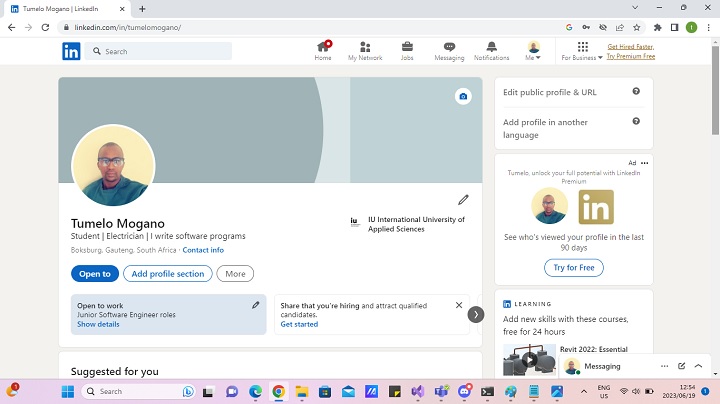 Tumelo Mogano | LinkedIn
linkedin.com/in/tumelomogano/
in
Search
Home
My Network
Jobs
Messaging
Notifications
Me
For Business
Get Hired Faster,
Try Premium Free
Edit public profile & URL
Add profile in another
language
Tumelo Mogano
Student | Electrician | I write software programs
Boksburg, Gauteng, South Africa · Contact info
iu
IU International University of
Applied Sciences
Open to
Add profile section
More
Open to work
Junior Software Engineer roles
Show details
Share that you're hiring and attract qualified
candidates.
Get started
Suggested for you
Ad
Tumelo, unlock your full potential with LinkedIn
Premium
in
See who's viewed your profile in the last
90 days
Try for Free
in LEARNING
Add new skills with these courses,
free for 24 hours
Revit 2022: Essential
Messaging
Search
ENG
US
12:54
2023/06/19